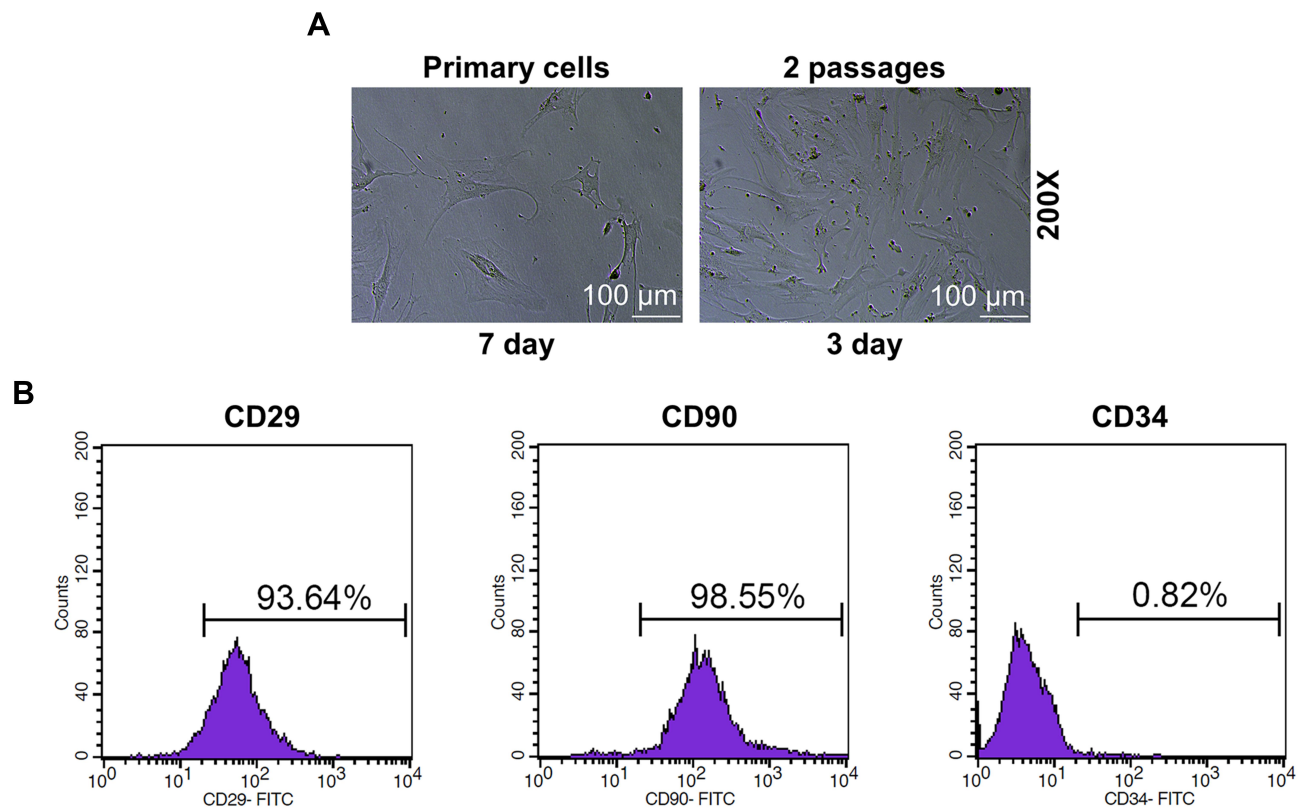 A
Primary cells
2 passages
100 µm
100 µm
200X
7 day
3 day
B
CD29
CD90
CD34
200
160
120
80
40
0
Counts
93.64%
10^0 10^1 10^2 10^3 10^4
CD29- FITC
200
160
120
80
40
0
Counts
98.55%
10^0 10^1 10^2 10^3 10^4
CD90- FITC
200
160
120
80
40
0
Counts
0.82%
10^0 10^1 10^2 10^3 10^4
CD34- FITC